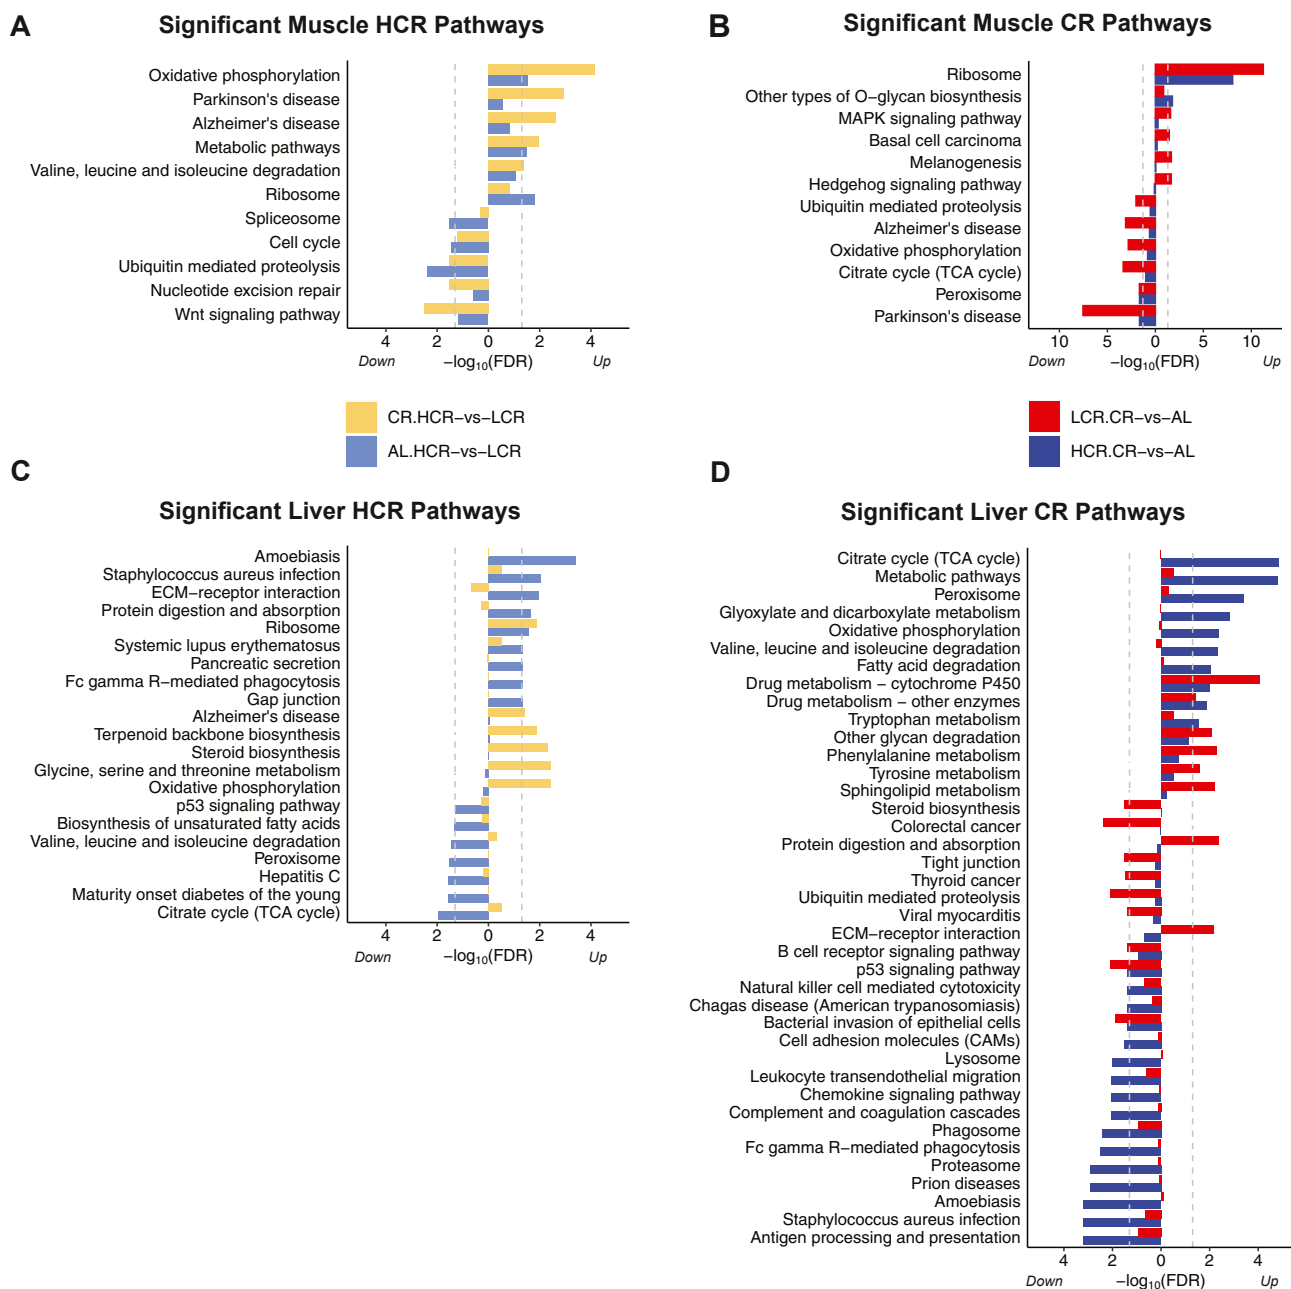 A
Significant Muscle HCR Pathways
Oxidative phosphorylation
Parkinson's disease
Alzheimer's disease
Metabolic pathways
Valine, leucine and isoleucine degradation
Ribosome
Spliceosome
Cell cycle
Ubiquitin mediated proteolysis
Nucleotide excision repair
Wnt signaling pathway
4 2 0 2 4
Down −log10(FDR) Up
CR.HCR−vs−LCR
AL.HCR−vs−LCR
B
Significant Muscle CR Pathways
Ribosome
Other types of O−glycan biosynthesis
MAPK signaling pathway
Basal cell carcinoma
Melanogenesis
Hedgehog signaling pathway
Ubiquitin mediated proteolysis
Alzheimer's disease
Oxidative phosphorylation
Citrate cycle (TCA cycle)
Peroxisome
Parkinson's disease
10 5 0 5 10
Down −log10(FDR) Up
LCR.CR−vs−AL
HCR.CR−vs−AL
C
Significant Liver HCR Pathways
Amoebiasis
Staphylococcus aureus infection
ECM−receptor interaction
Protein digestion and absorption
Ribosome
Systemic lupus erythematosus
Pancreatic secretion
Fc gamma R−mediated phagocytosis
Gap junction
Alzheimer's disease
Terpenoid backbone biosynthesis
Steroid biosynthesis
Glycine, serine and threonine metabolism
Oxidative phosphorylation
p53 signaling pathway
Biosynthesis of unsaturated fatty acids
Valine, leucine and isoleucine degradation
Peroxisome
Hepatitis C
Maturity onset diabetes of the young
Citrate cycle (TCA cycle)
4 2 0 2 4
Down −log10(FDR) Up
D
Significant Liver CR Pathways
Citrate cycle (TCA cycle)
Metabolic pathways
Peroxisome
Glyoxylate and dicarboxylate metabolism
Oxidative phosphorylation
Valine, leucine and isoleucine degradation
Fatty acid degradation
Drug metabolism − cytochrome P450
Drug metabolism − other enzymes
Tryptophan metabolism
Other glycan degradation
Phenylalanine metabolism
Tyrosine metabolism
Sphingolipid metabolism
Steroid biosynthesis
Colorectal cancer
Protein digestion and absorption
Tight junction
Thyroid cancer
Ubiquitin mediated proteolysis
Viral myocarditis
ECM−receptor interaction
B cell receptor signaling pathway
p53 signaling pathway
Natural killer cell mediated cytotoxicity
Chagas disease (American trypanosomiasis)
Bacterial invasion of epithelial cells
Cell adhesion molecules (CAMs)
Lysosome
Leukocyte transendothelial migration
Chemokine signaling pathway
Complement and coagulation cascades
Phagosome
Fc gamma R−mediated phagocytosis
Proteasome
Prion diseases
Amoebiasis
Staphylococcus aureus infection
Antigen processing and presentation
4 2 0 2 4
Down −log10(FDR) Up